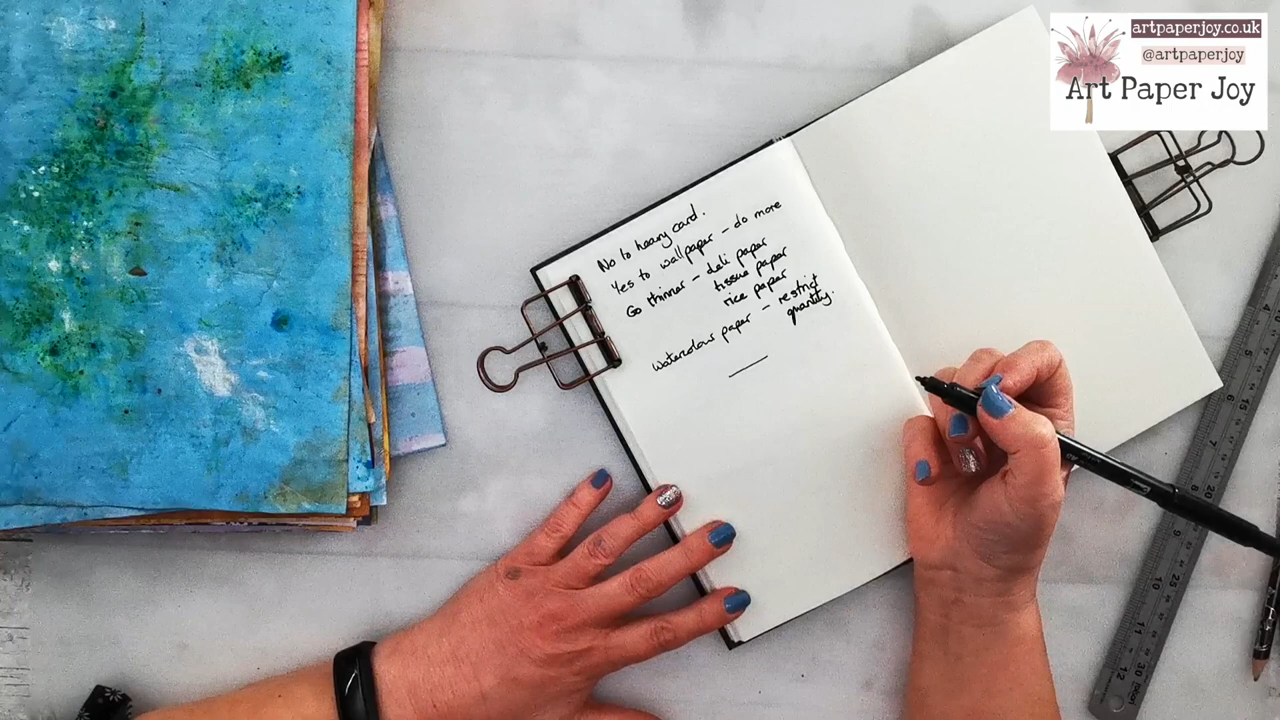 artpaperjoy.co.uk
@artpaperjoy
Art Paper Joy
No to heavy card.
Yes to wallpaper – do more
Go thinner – deli paper
tissue paper
rice paper
Watercolour paper – restrict
quantity.